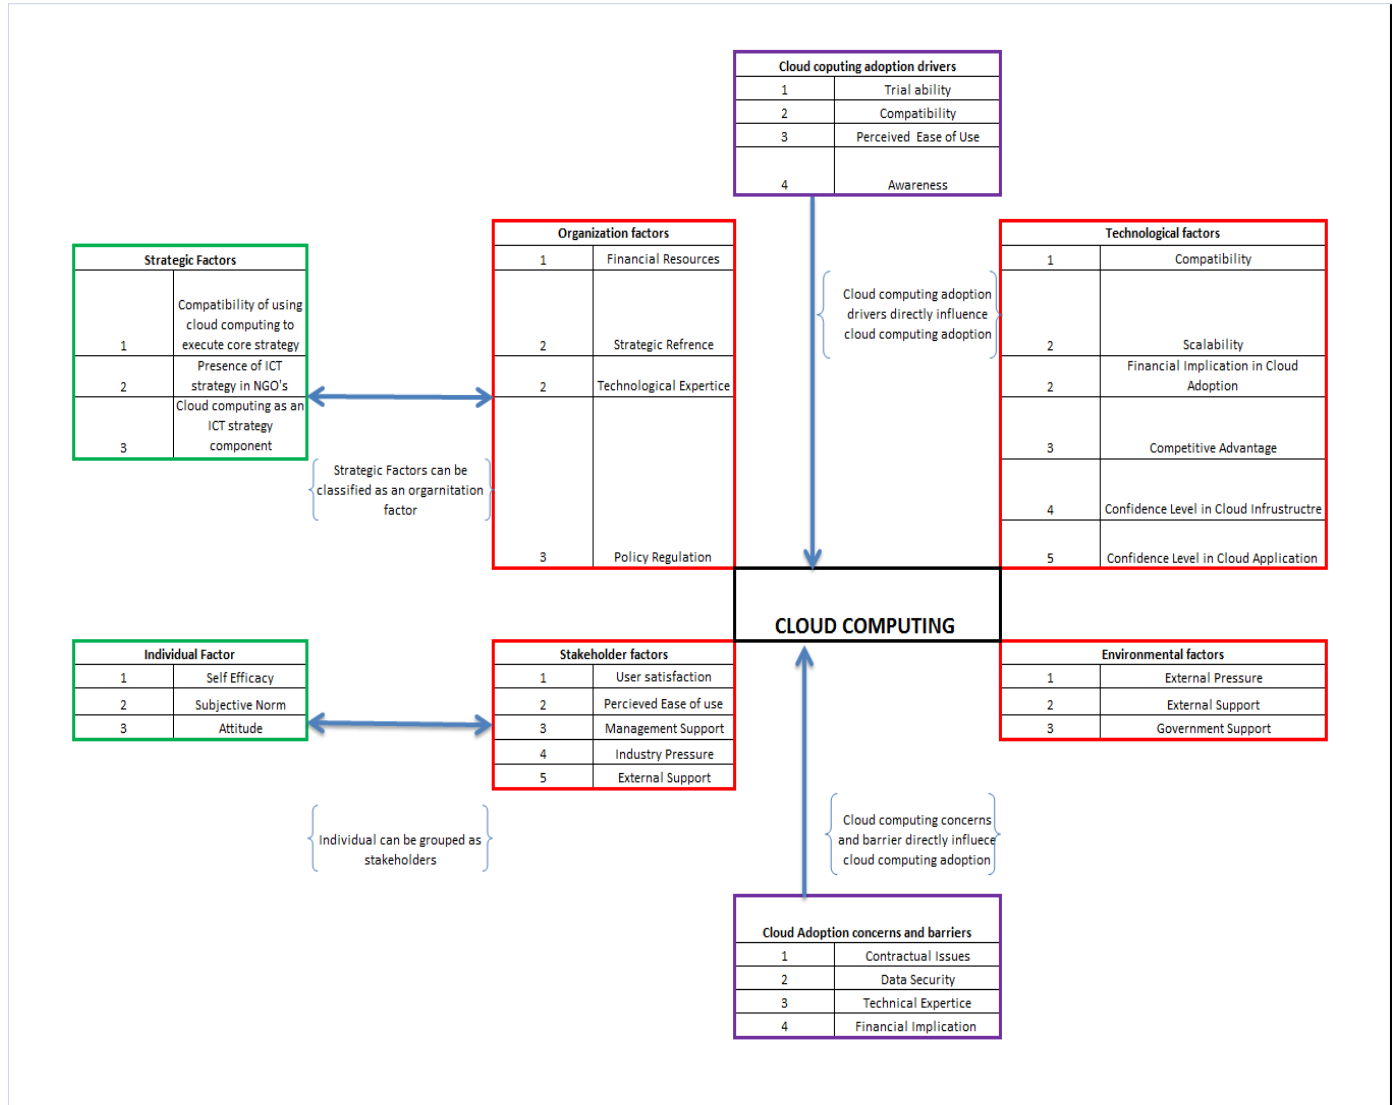 Cloud coputing adoption drivers
1 Trial ability
2 Compatibility
3 Perceived Ease of Use
4 Awareness
Strategic Factors
1 Compatibility of using
cloud computing to
execute core strategy
2 Presence of ICT
strategy in NGO's
3 Cloud computing as an
ICT strategy
component
Organization factors
1 Financial Resources
2 Strategic Refrence
2 Technological Expertice
3 Policy Regulation
Cloud computing adoption
drivers directly influence
cloud computing adoption
Technological factors
1 Compatibility
2 Scalability
2 Financial Implication in Cloud
Adoption
3 Competitive Advantage
4 Confidence Level in Cloud Infrustructre
5 Confidence Level in Cloud Application
Strategic Factors can be
classified as an orgarnitation
factor
CLOUD COMPUTING
Individual Factor
1 Self Efficacy
2 Subjective Norm
3 Attitude
Stakeholder factors
1 User satisfaction
2 Percieved Ease of use
3 Management Support
4 Industry Pressure
5 External Support
Environmental factors
1 External Pressure
2 External Support
3 Government Support
Individual can be grouped as
stakeholders
Cloud computing concerns
and barrier directly influece
cloud computing adoption
Cloud Adoption concerns and barriers
1 Contractual Issues
2 Data Security
3 Technical Expertice
4 Financial Implication